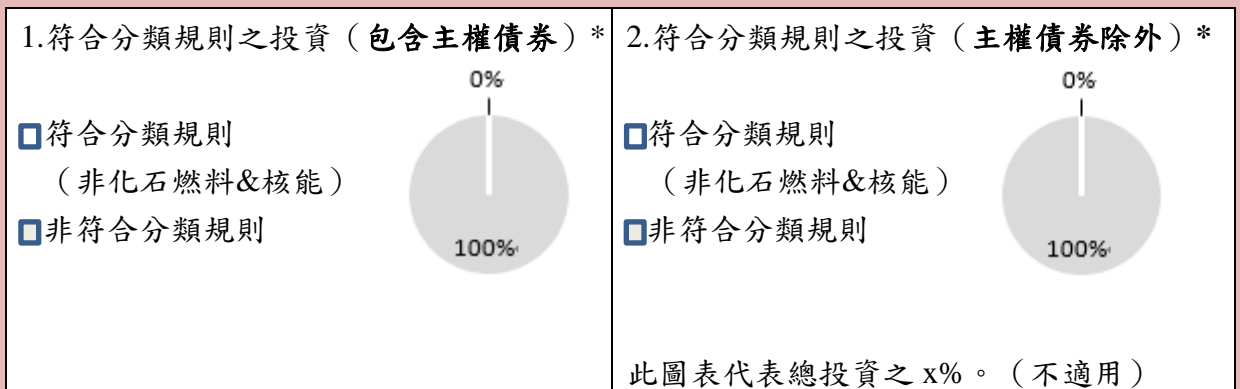 1.符合分類規則之投資（包含主權債券）*
0%
符合分類規則
（非化石燃料&核能）
非符合分類規則
100%
2.符合分類規則之投資（主權債券除外）*
0%
符合分類規則
（非化石燃料&核能）
非符合分類規則
100%
此圖表代表總投資之 x%。（不適用）